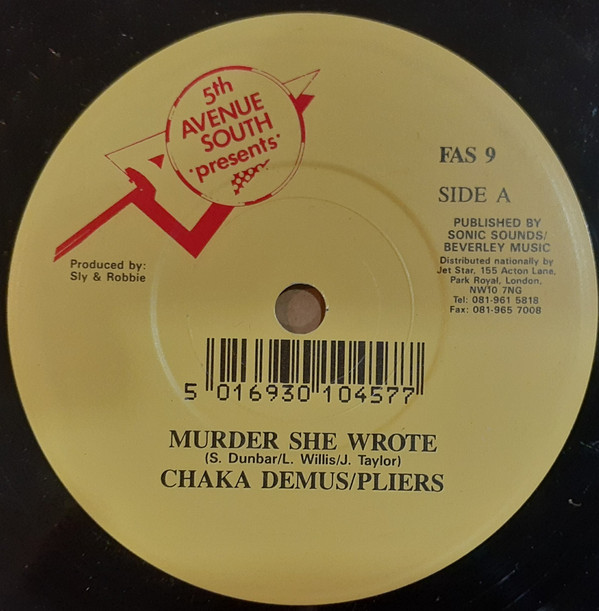 5th
AVENUE
SOUTH
·presents·
FAS 9
SIDE A
PUBLISHED BY
SONIC SOUNDS/
BEVERLEY MUSIC
Distributed nationally by
Jet Star, 155 Acton Lane,
Park Royal, London,
NW10 7NG
Tel: 081-961 5818
Fax: 081-965 7008
Produced by:
Sly & Robbie
5 016930 104577
MURDER SHE WROTE
(S. Dunbar/L. Willis/J. Taylor)
CHAKA DEMUS/PLIERS